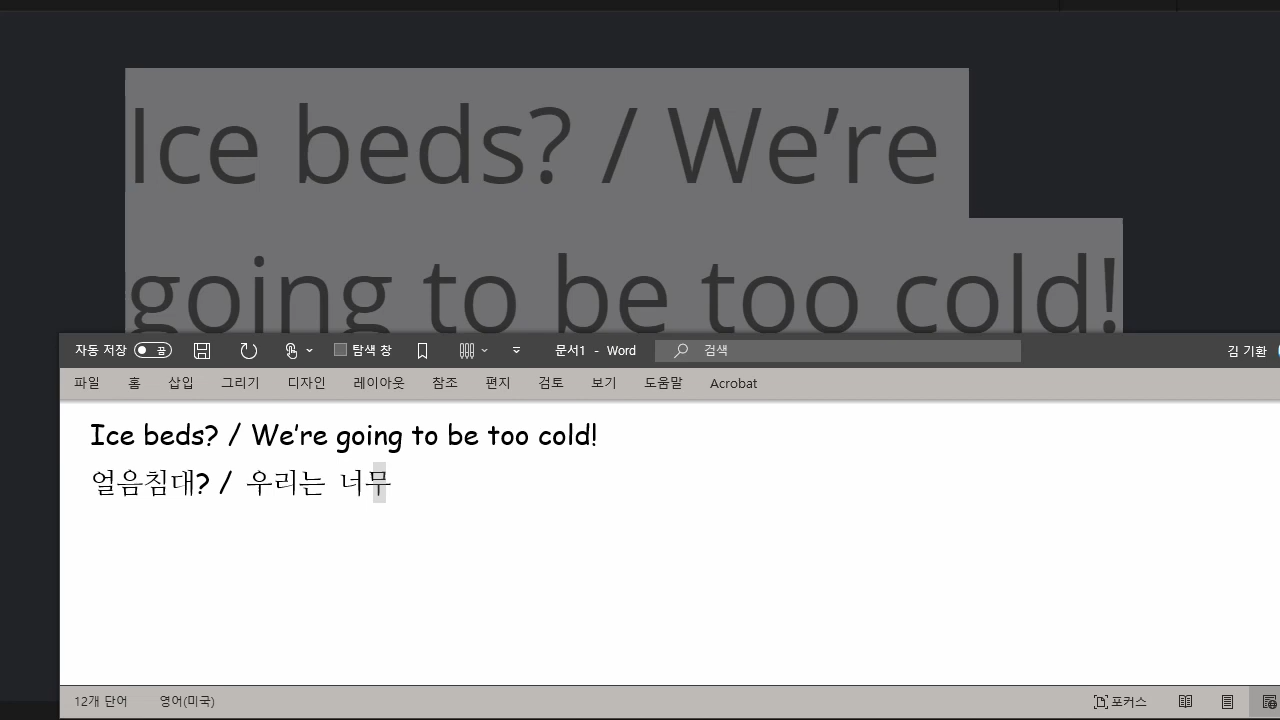 Ice beds? / We're
going to be too cold!
자동 저장 끔 탐색 창 문서1 - Word 검색 김 기환
파일 홈 삽입 그리기 디자인 레이아웃 참조 편지 검토 보기 도움말 Acrobat
Ice beds? / We're going to be too cold!
얼음침대? / 우리는 너무
12개 단어 영어(미국) 포커스